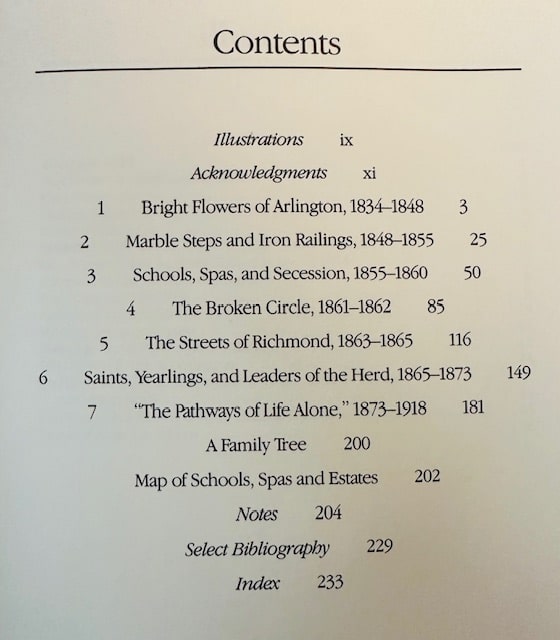 Contents
Illustrations ix
Acknowledgments xi
1 Bright Flowers of Arlington, 1834–1848 3
2 Marble Steps and Iron Railings, 1848–1855 25
3 Schools, Spas, and Secession, 1855–1860 50
4 The Broken Circle, 1861–1862 85
5 The Streets of Richmond, 1863–1865 116
6 Saints, Yearlings, and Leaders of the Herd, 1865–1873 149
7 “The Pathways of Life Alone,” 1873–1918 181
A Family Tree 200
Map of Schools, Spas and Estates 202
Notes 204
Select Bibliography 229
Index 233